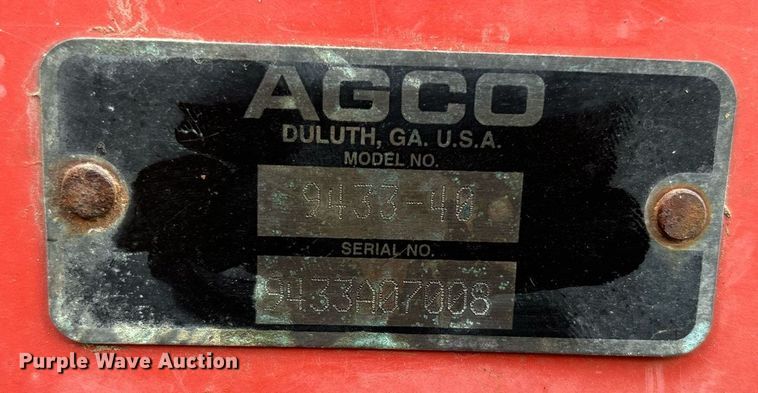 AGCO
DULUTH, GA. U.S.A.
MODEL NO.
9433-40
SERIAL NO.
9433A07008
Purple Wave Auction